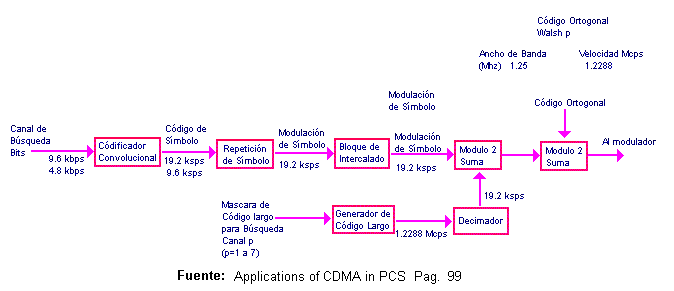 Código Ortogonal
Walsh p
Ancho de Banda
(Mhz) 1.25
Velocidad Mcps
1.2288
Modulación
de Símbolo
Código Ortogonal
Canal de
Búsqueda
Bits
9.6 kbps
4.8 kbps
Códificador
Convolucional
Código de
Símbolo
19.2 ksps
9.6 ksps
Repetición
de Símbolo
Modulación
de Símbolo
19.2 ksps
Bloque de
Intercalado
Modulación
de Símbolo
19.2 ksps
Modulo 2
Suma
Modulo 2
Suma
Al modulador
19.2 ksps
Mascara de
Código largo
para Búsqueda
Canal p
(p=1 a 7)
Generador de
Código Largo
1.2288 Mcps
Decimador
Fuente: Applications of CDMA in PCS Pag. 99